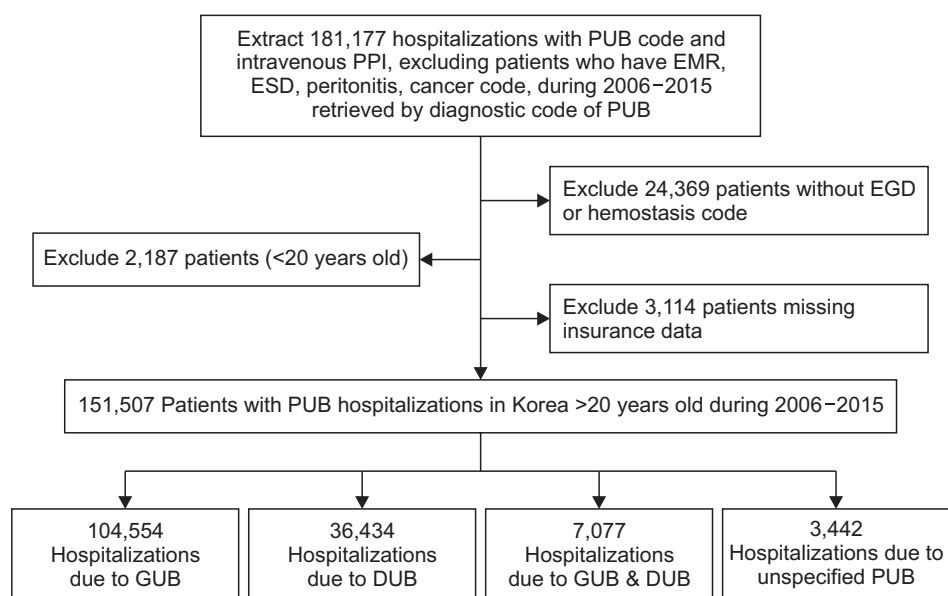 Extract 181,177 hospitalizations with PUB code and
intravenous PPI, excluding patients who have EMR,
ESD, peritonitis, cancer code, during 2006−2015
retrieved by diagnostic code of PUB
Exclude 24,369 patients without EGD
or hemostasis code
Exclude 2,187 patients (<20 years old)
Exclude 3,114 patients missing
insurance data
151,507 Patients with PUB hospitalizations in Korea >20 years old during 2006−2015
104,554
Hospitalizations
due to GUB
36,434
Hospitalizations
due to DUB
7,077
Hospitalizations
due to GUB & DUB
3,442
Hospitalizations due to
unspecified PUB